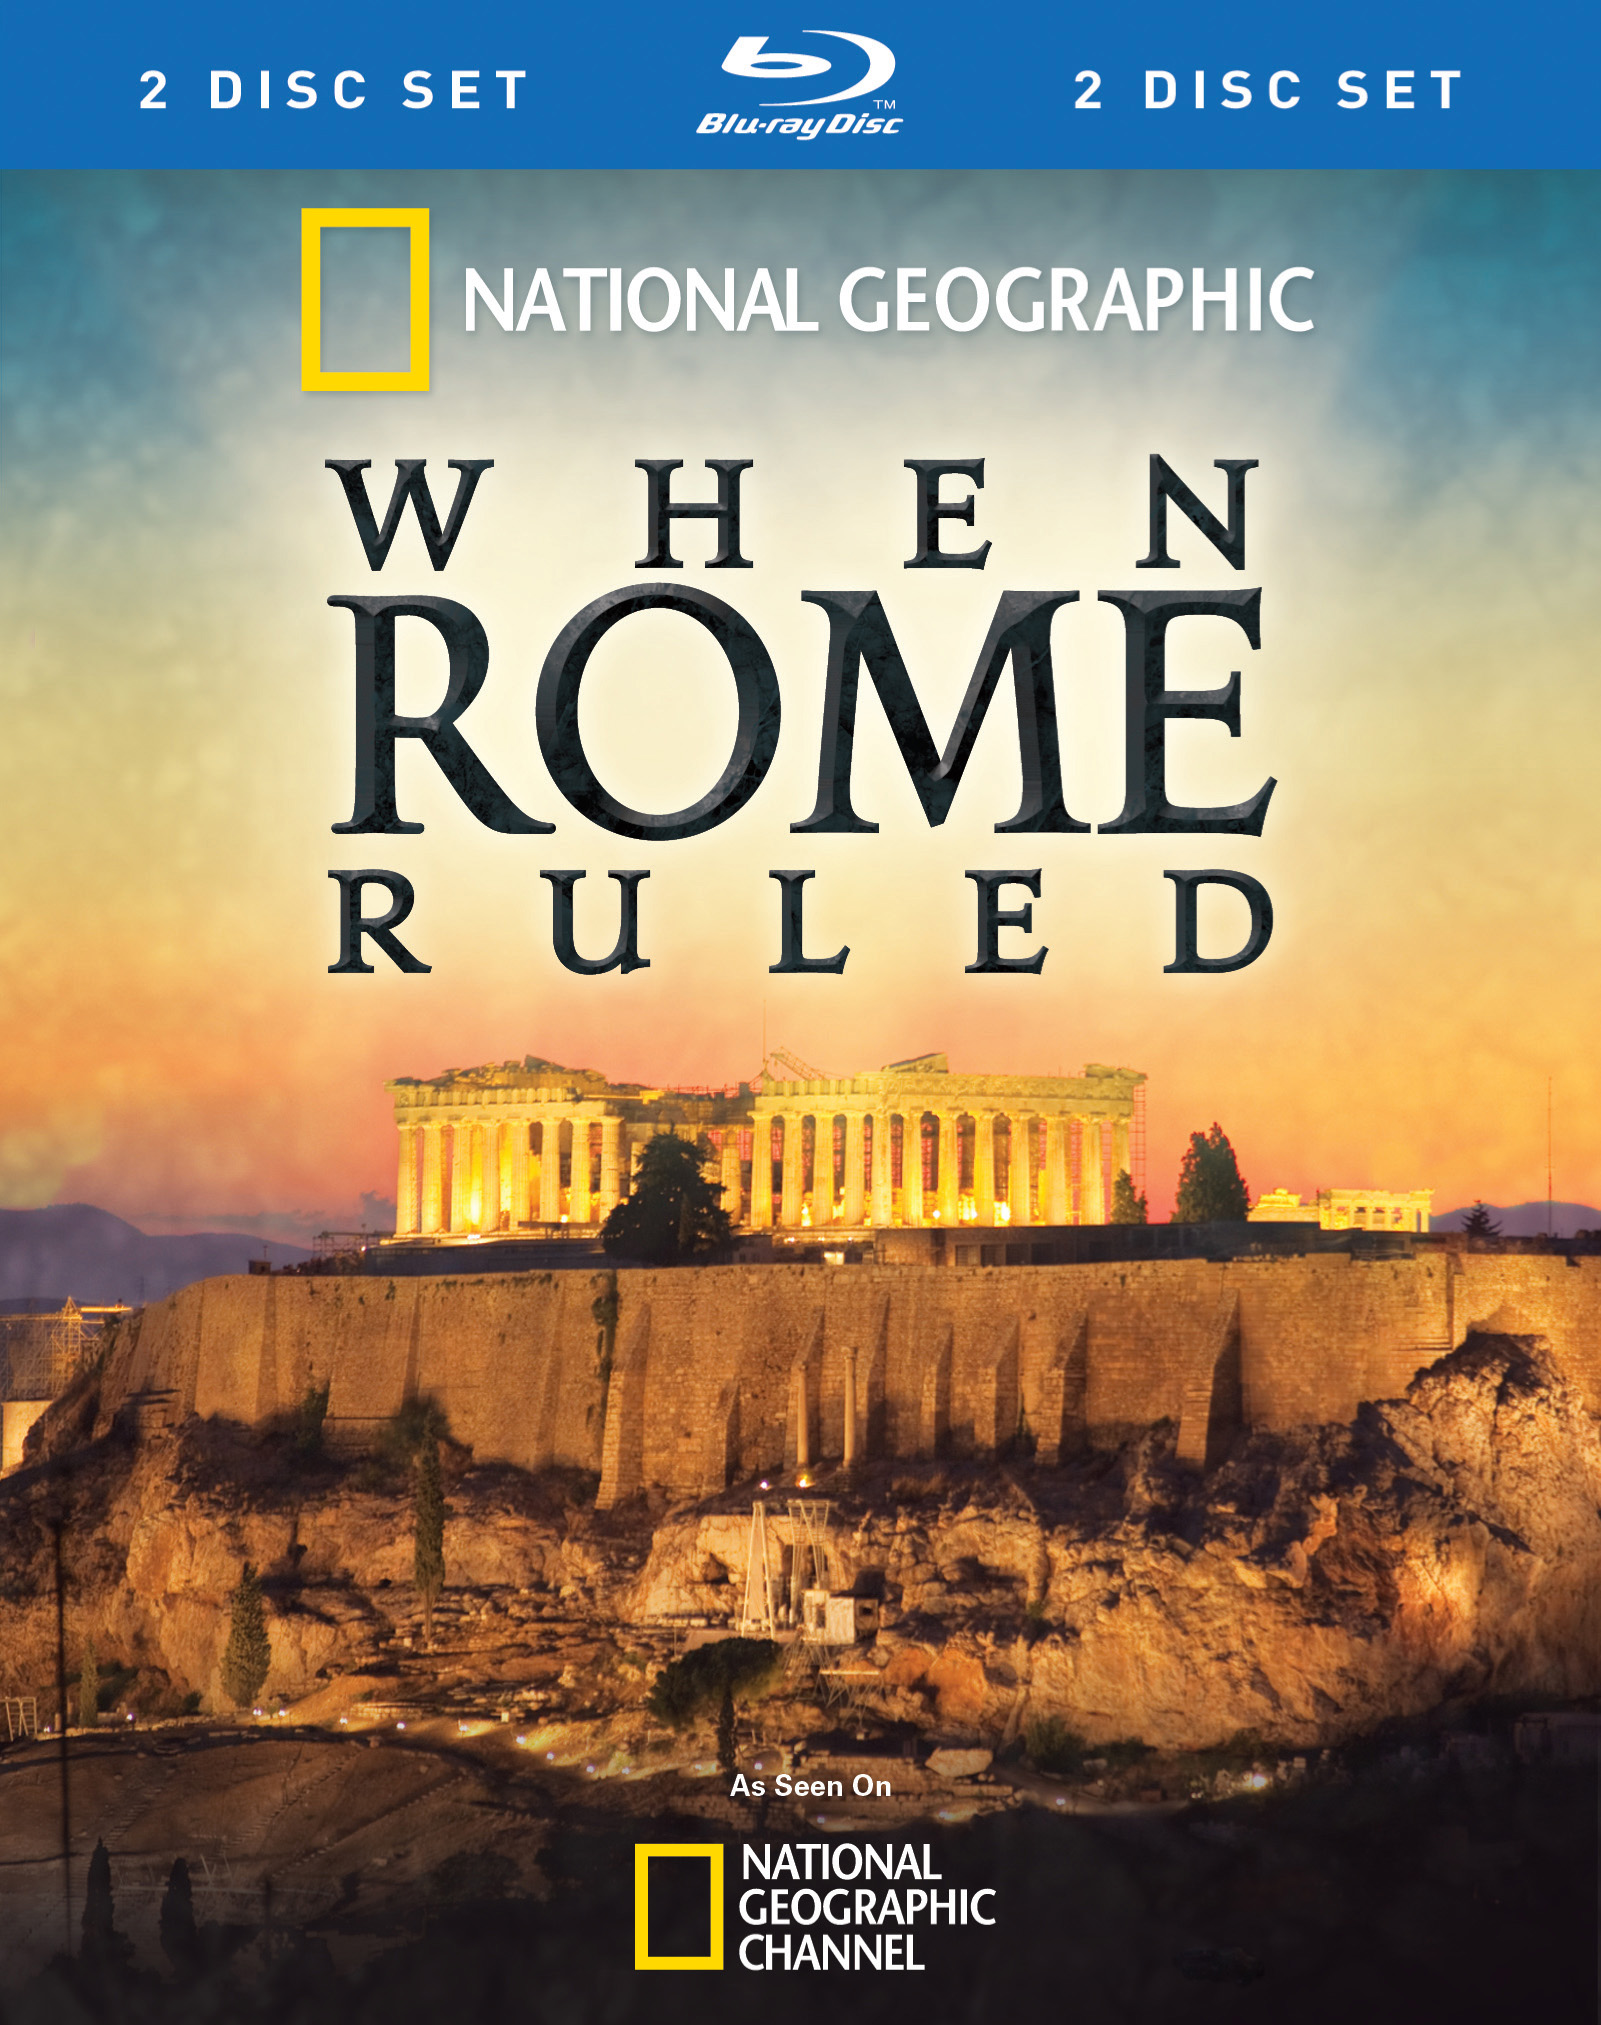 2 DISC SET
Blu-ray Disc™
2 DISC SET
NATIONAL GEOGRAPHIC
WHEN
ROME
RULED
As Seen On
NATIONAL
GEOGRAPHIC
CHANNEL